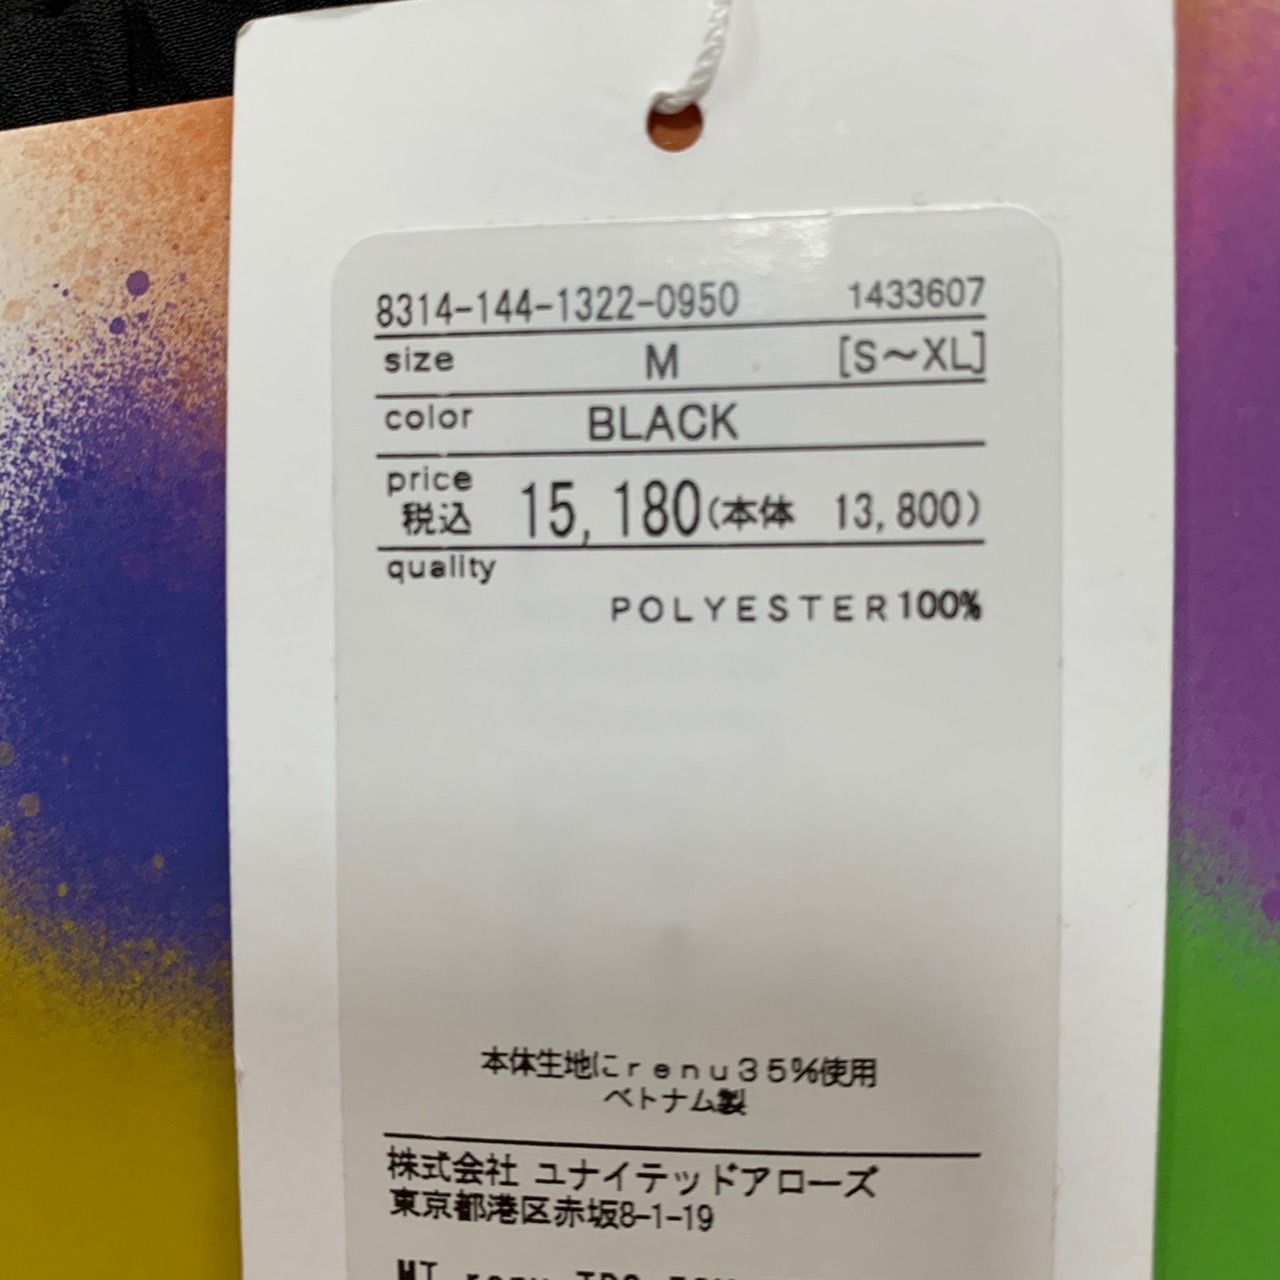 8314-144-1322-0950 1433607
size M [S～XL]
color BLACK
price
税込 15,180(本体 13,800)
quality
POLYESTER100%
本体生地にrenu35%使用
ベトナム製
株式会社 ユナイテッドアローズ
東京都港区赤坂8-1-19
MT renu